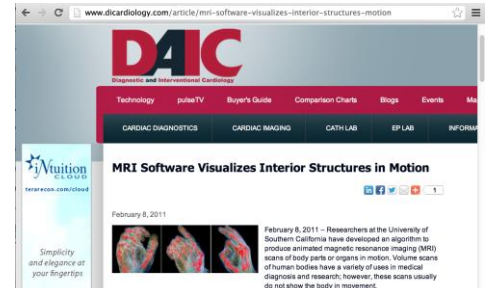 www.dicardiology.com/article/mri-software-visualizes-interior-structures-motion
DAIC
Diagnostic and Interventional Cardiology
Technology pulseTV Buyer's Guide Comparison Charts Blogs Events Ma
CARDIAC DIAGNOSTICS CARDIAC IMAGING CATH LAB EP LAB INFORMA
iNtuition
CLOUD
terarecon.com/cloud
Simplicity
and elegance at
your fingertips
MRI Software Visualizes Interior Structures in Motion
1
February 8, 2011
February 8, 2011 – Researchers at the University of
Southern California have developed an algorithm to
produce animated magnetic resonance imaging (MRI)
scans of body parts or organs in motion. Volume scans
of human bodies have a variety of uses in medical
diagnosis and research; however, these scans usually
do not show the body in movement.